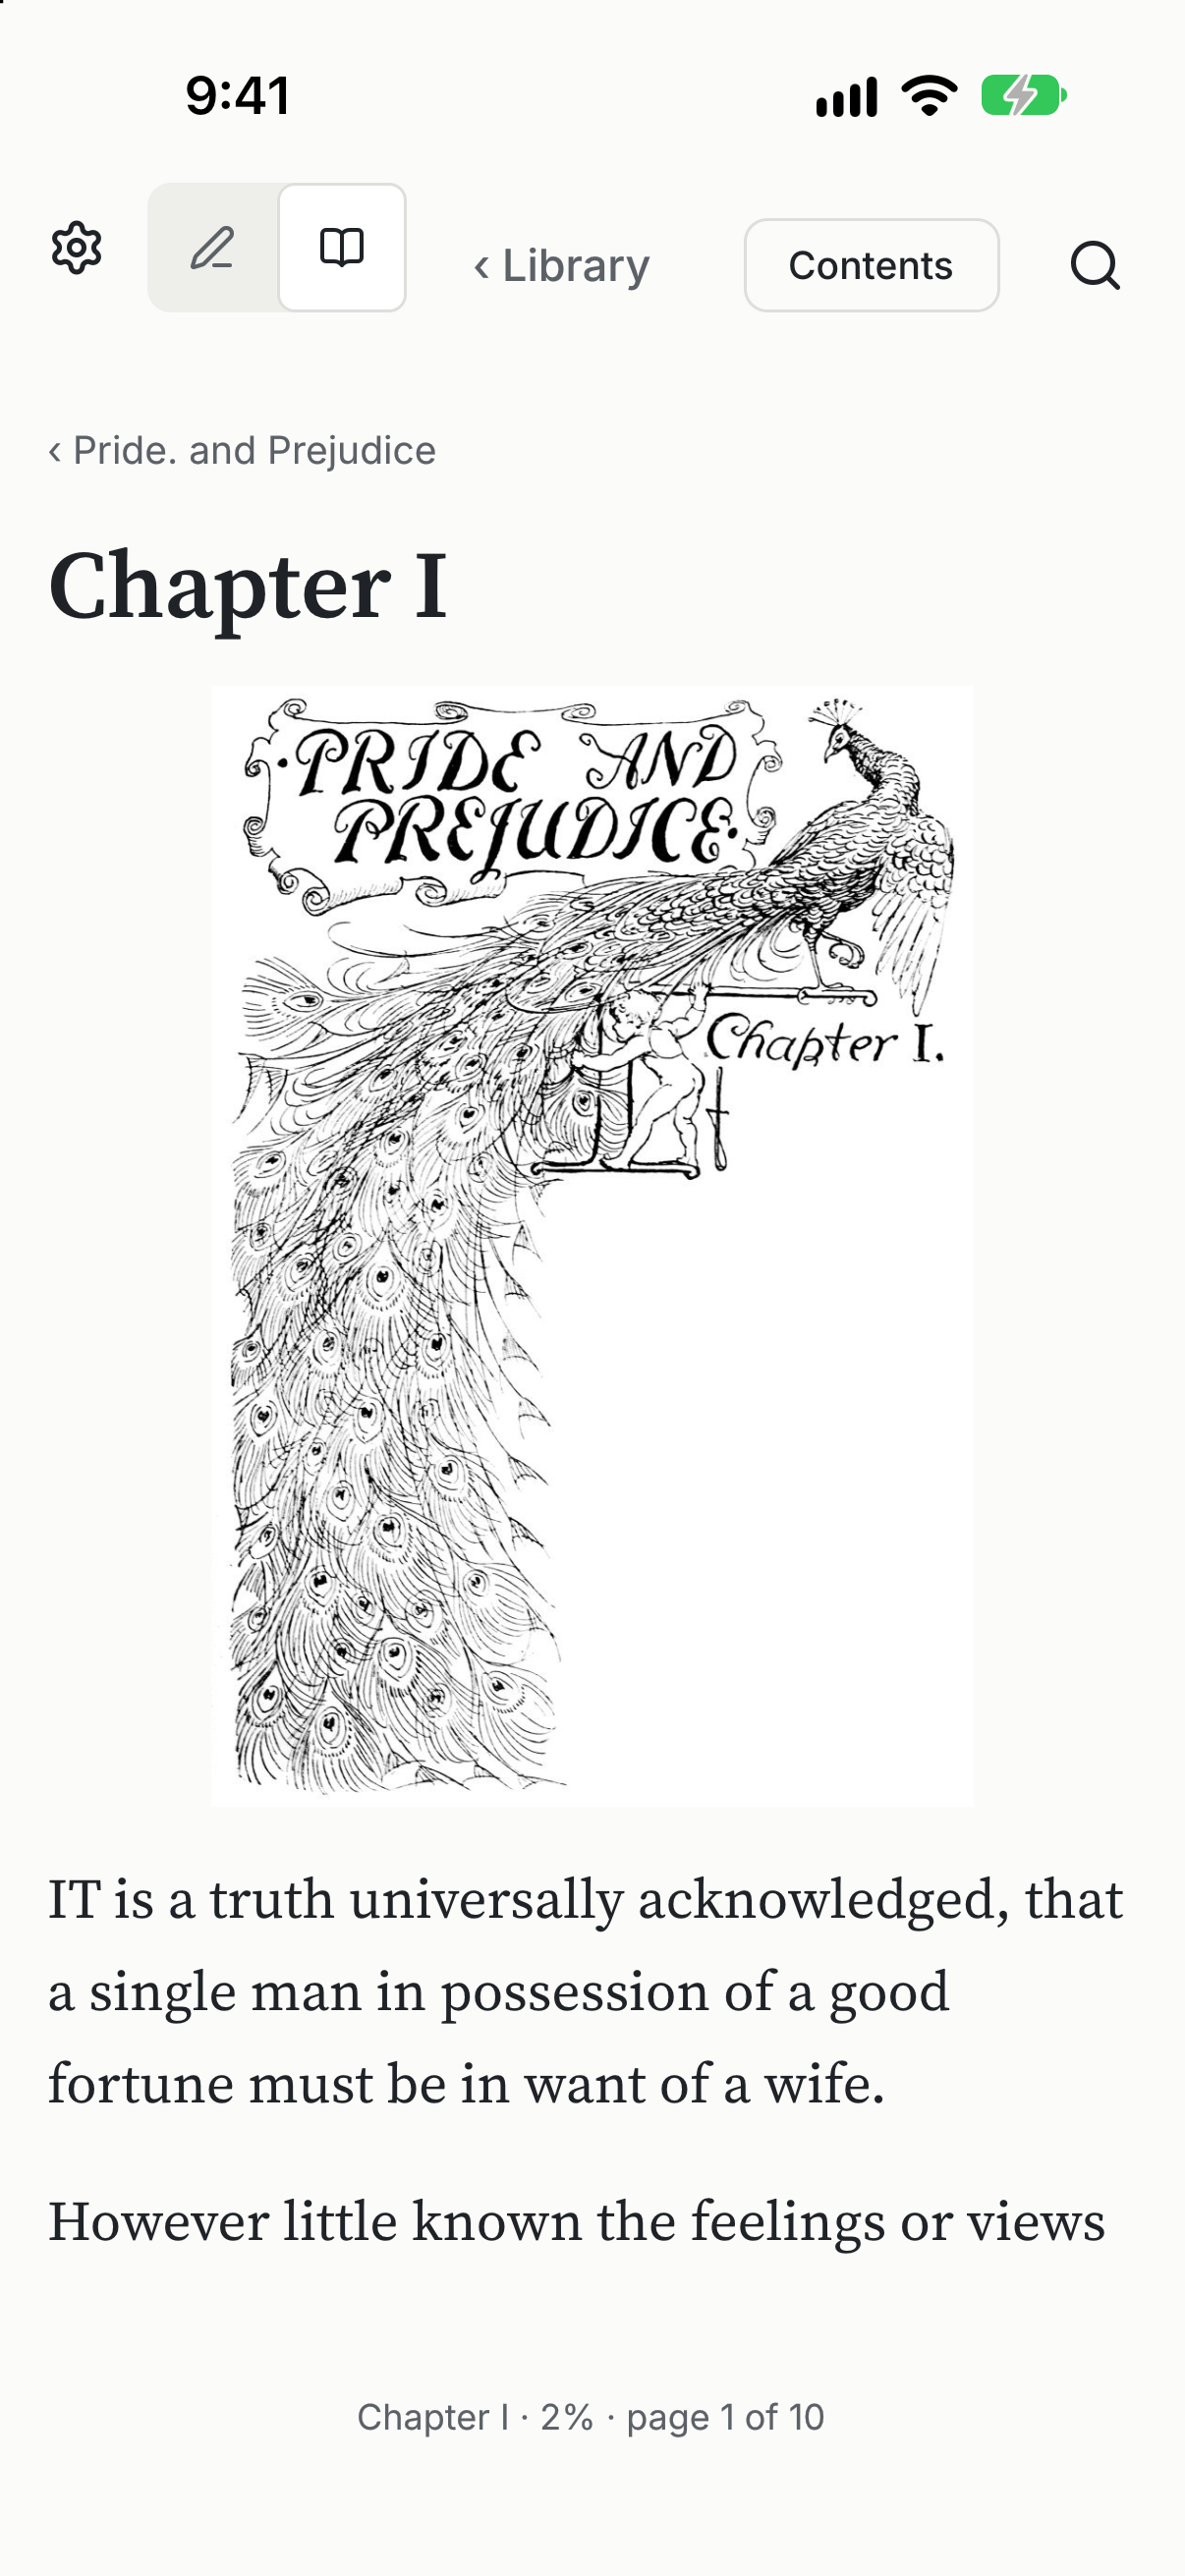 9:41
‹ Library
Contents
‹ Pride. and Prejudice
Chapter I
·PRIDE AND
PREJUDICE·
Chapter I.
It
IT is a truth universally acknowledged, that
a single man in possession of a good
fortune must be in want of a wife.
However little known the feelings or views
Chapter I · 2% · page 1 of 10